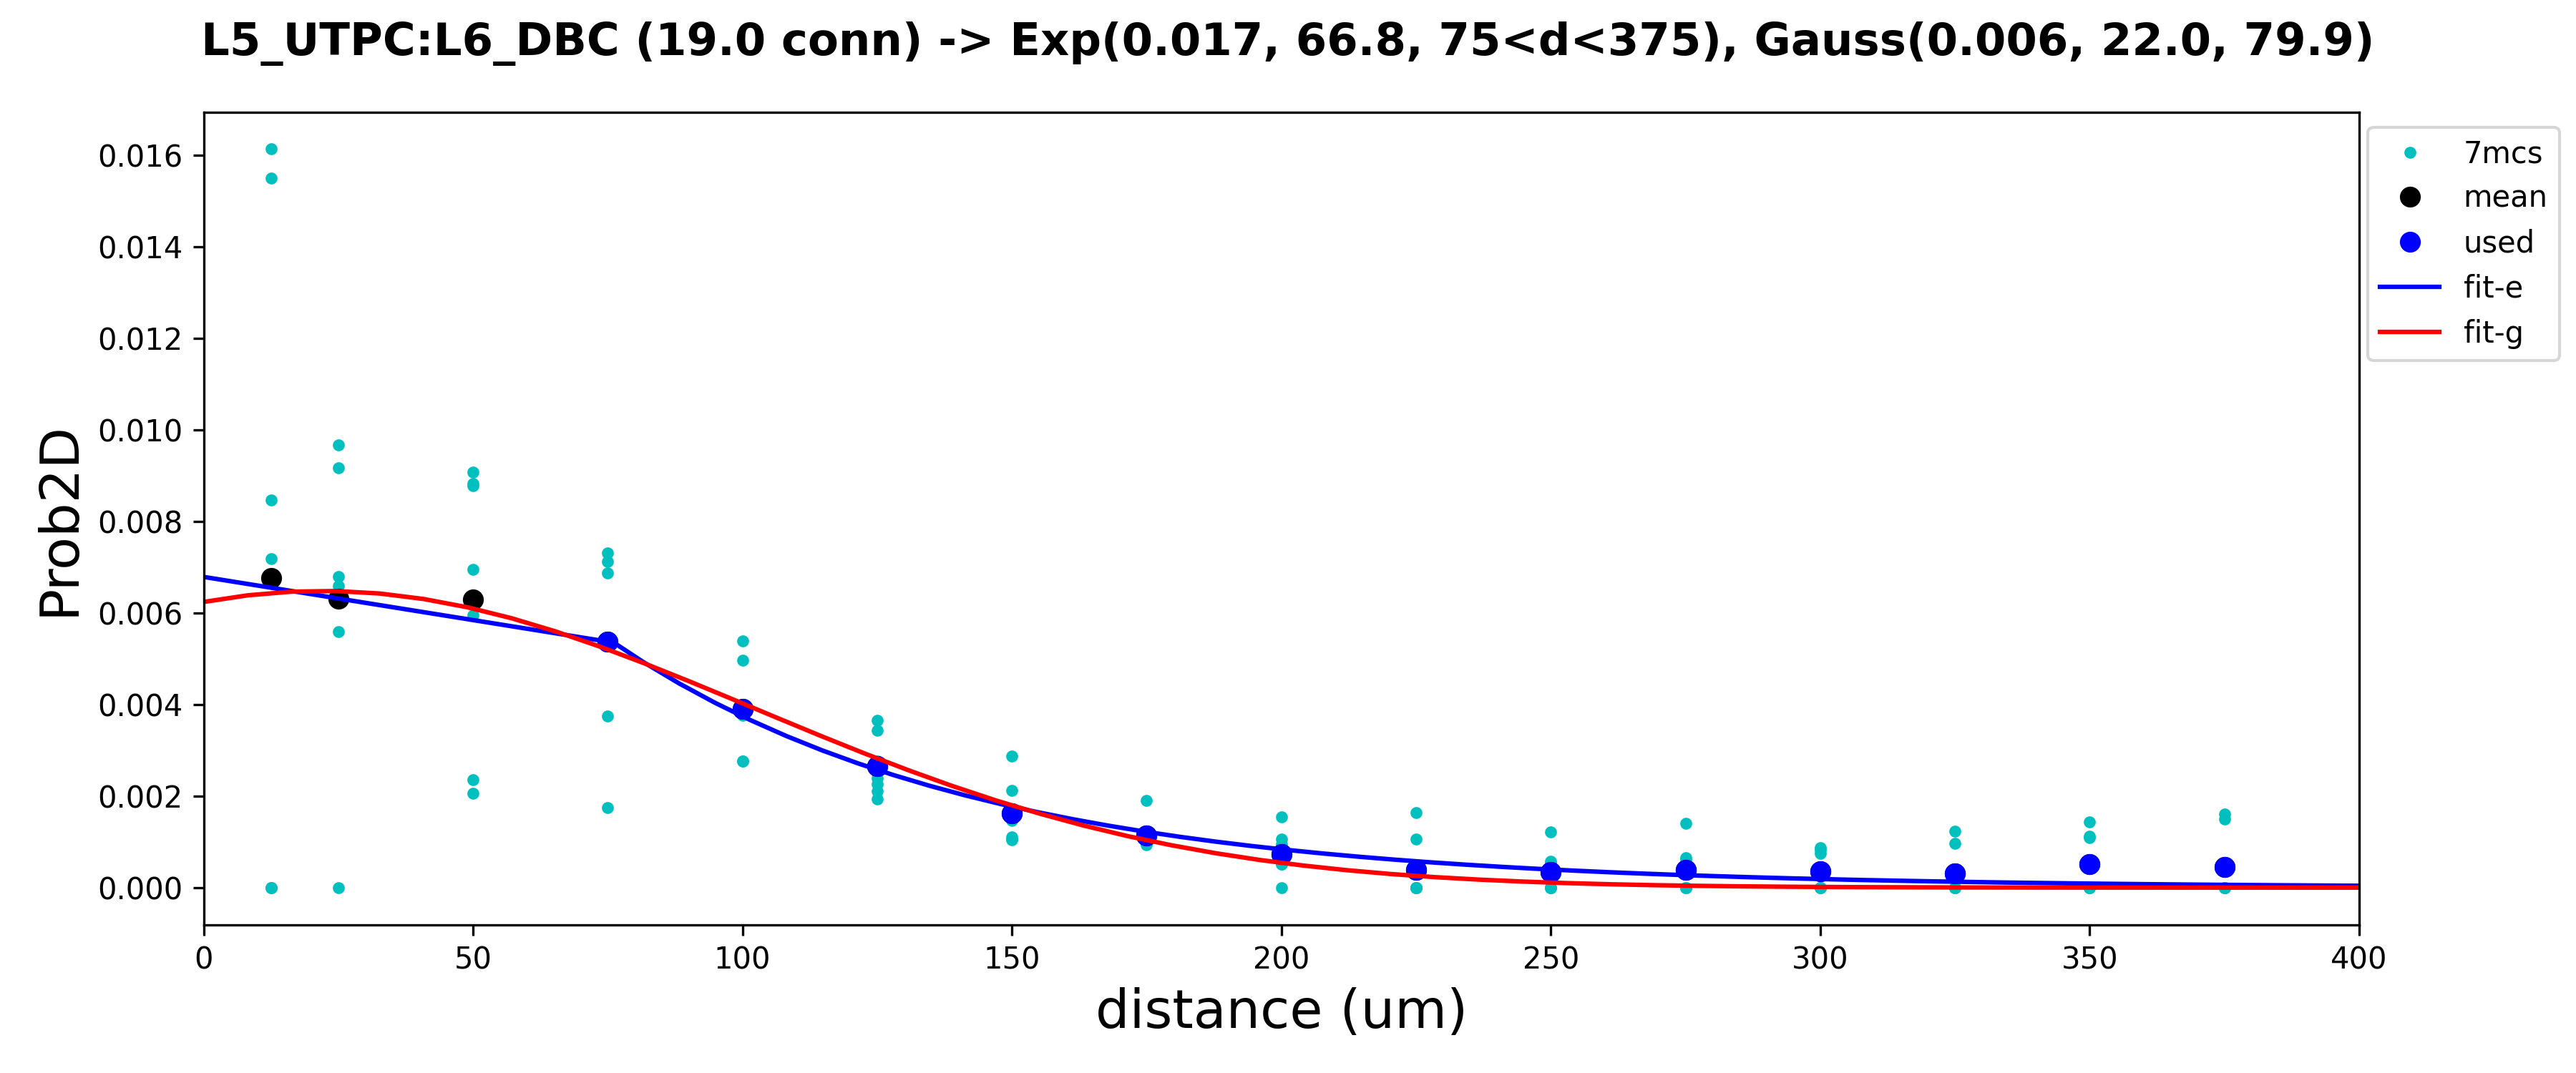 L5_UTPC:L6_DBC (19.0 conn) -> Exp(0.017, 66.8, 75<d<375), Gauss(0.006, 22.0, 79.9)
0.016
0.014
0.012
0.010
0.008
0.006
0.004
0.002
0.000
Prob2D
0 50 100 150 200 250 300 350 400
distance (um)
7mcs
mean
used
fit-e
fit-g